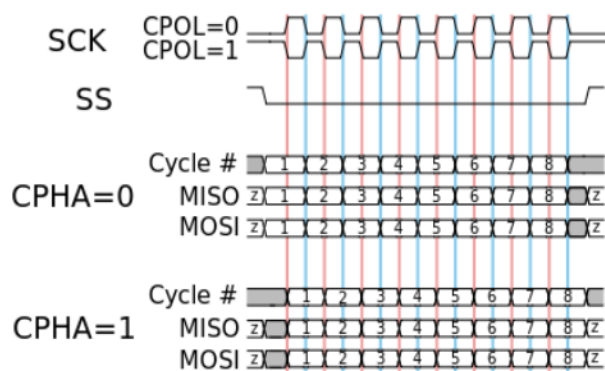 SCK CPOL=0
CPOL=1
SS
Cycle # 1 2 3 4 5 6 7 8
CPHA=0 MISO z 1 2 3 4 5 6 7 8 z
MOSI z 1 2 3 4 5 6 7 8 z
Cycle # 1 2 3 4 5 6 7 8
CPHA=1 MISO z 1 2 3 4 5 6 7 8 z
MOSI z 1 2 3 4 5 6 7 8 z